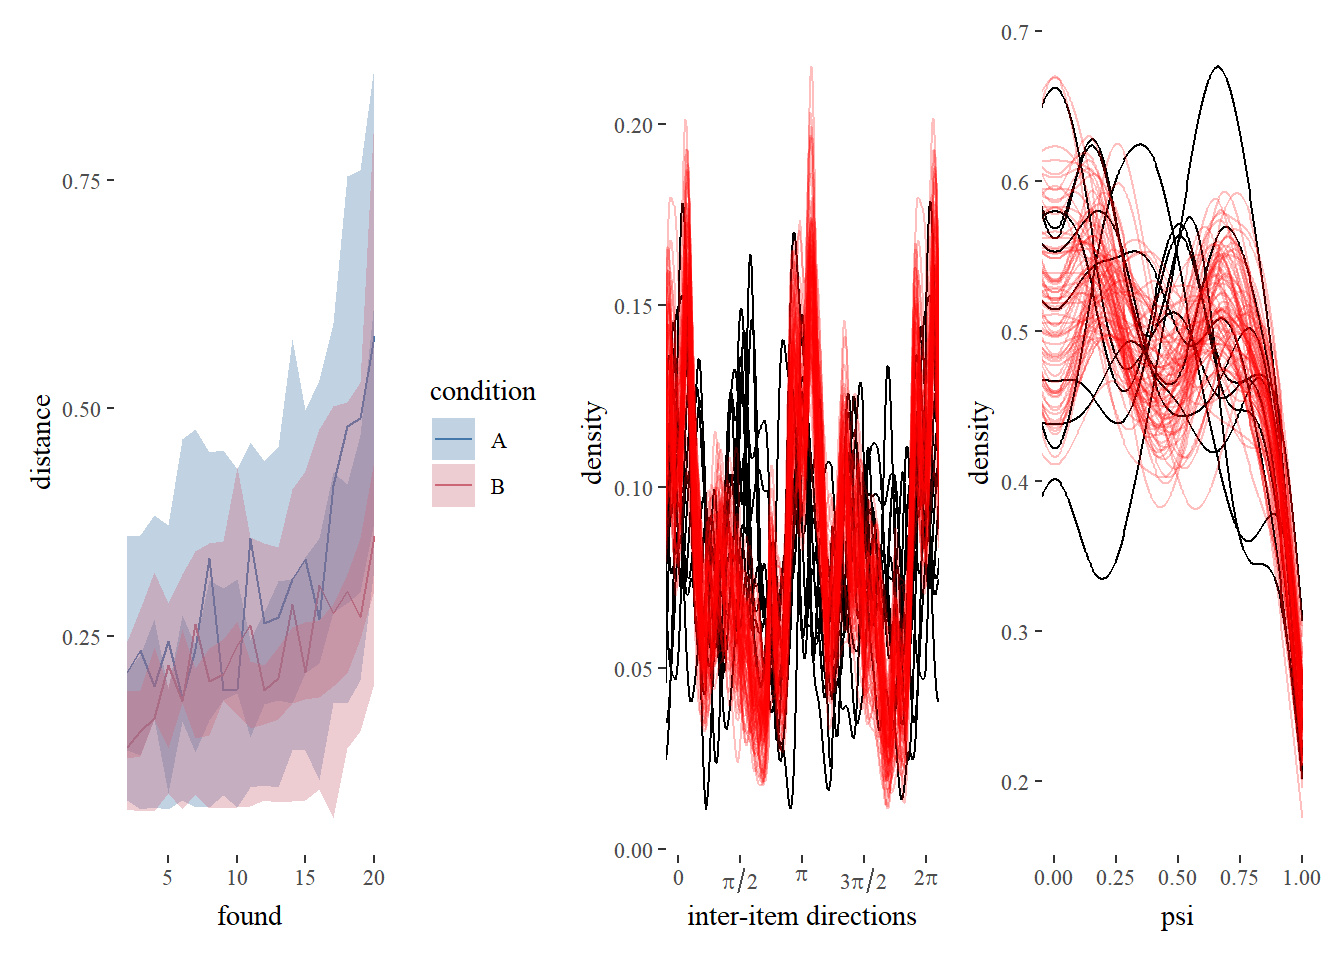 distance
0.75
0.50
0.25
5 10 15 20
found
condition
A
B
density
0.20
0.15
0.10
0.05
0.00
0 π/2 π 3π/2 2π
inter-item directions
density
0.7
0.6
0.5
0.4
0.3
0.2
0.00 0.25 0.50 0.75 1.00
psi